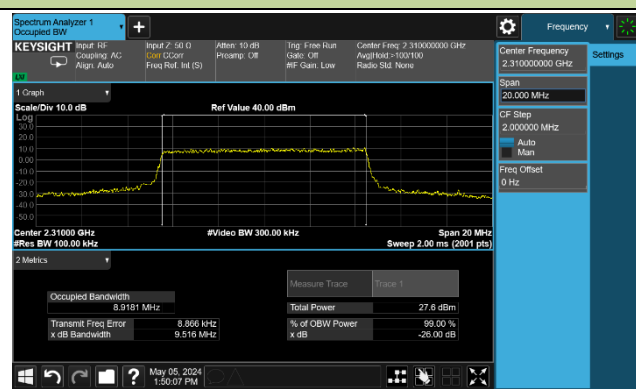 Spectrum Analyzer 1
Occupied BW
Frequency
KEYSIGHT
Input: RF
Coupling: AC
Align: Auto
Input Z: 50 Ω
Corr CCorr
Freq Ref: Int (S)
Atten: 10 dB
Preamp: Off
Trig: Free Run
Gate: Off
#IF Gain: Low
Center Freq: 2.310000000 GHz
Avg|Hold:>100/100
Radio Std: None
LV
Center Frequency
2.310000000 GHz
Settings
Span
20.000 MHz
CF Step
2.000000 MHz
Auto
Man
Freq Offset
0 Hz
1 Graph
Scale/Div 10.0 dB
Ref Value 40.00 dBm
Log
30.0
20.0
10.0
0.00
-10.0
-20.0
-30.0
-40.0
-50.0
Center 2.31000 GHz
#Video BW 300.00 kHz
Span 20 MHz
#Res BW 100.00 kHz
Sweep 2.00 ms (2001 pts)
2 Metrics
Measure Trace
Trace 1
Occupied Bandwidth
8.9181 MHz
Total Power
27.6 dBm
Transmit Freq Error
8.866 kHz
% of OBW Power
99.00 %
x dB Bandwidth
9.516 MHz
x dB
-26.00 dB
?
May 05, 2024
1:50:07 PM